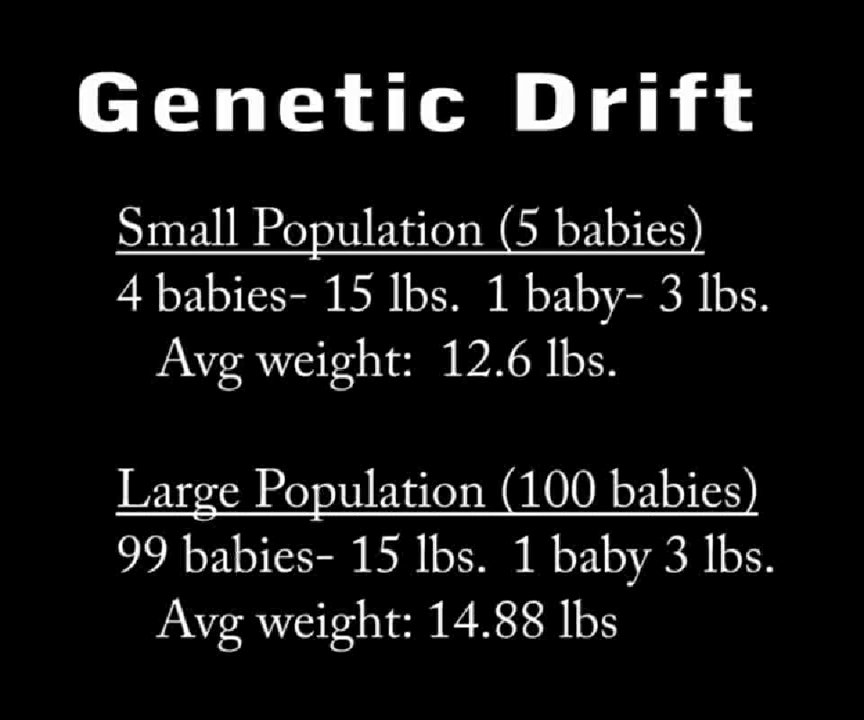 Genetic Drift
Small Population (5 babies)
4 babies- 15 lbs. 1 baby- 3 lbs.
Avg weight: 12.6 lbs.
Large Population (100 babies)
99 babies- 15 lbs. 1 baby 3 lbs.
Avg weight: 14.88 lbs